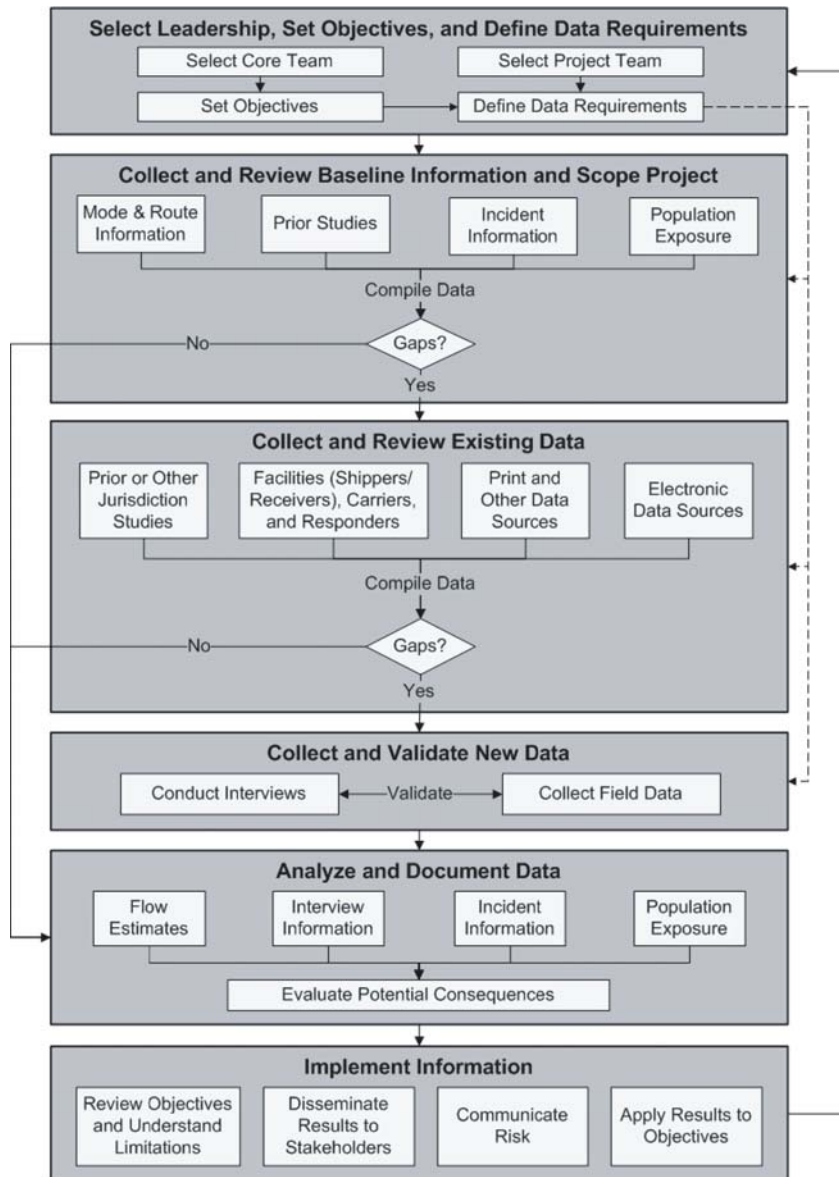 Select Leadership, Set Objectives, and Define Data Requirements
Select Core Team
Select Project Team
Set Objectives
Define Data Requirements
Collect and Review Baseline Information and Scope Project
Mode & Route
Information
Prior Studies
Incident
Information
Population
Exposure
Compile Data
No
Gaps?
Yes
Collect and Review Existing Data
Prior or Other
Jurisdiction
Studies
Facilities (Shippers/
Receivers), Carriers,
and Responders
Print and
Other Data
Sources
Electronic
Data Sources
Compile Data
No
Gaps?
Yes
Collect and Validate New Data
Conduct Interviews
Validate
Collect Field Data
Analyze and Document Data
Flow
Estimates
Interview
Information
Incident
Information
Population
Exposure
Evaluate Potential Consequences
Implement Information
Review Objectives
and Understand
Limitations
Disseminate
Results to
Stakeholders
Communicate
Risk
Apply Results to
Objectives